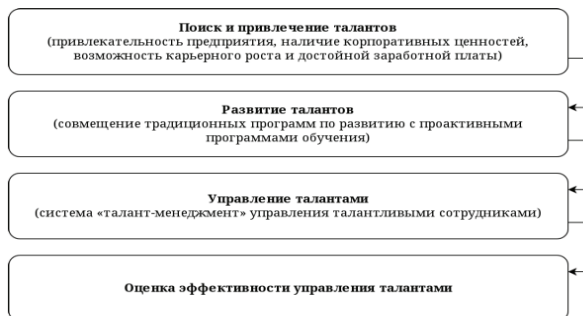 Поиск и привлечение талантов
(привлекательность предприятия, наличие корпоративных ценностей,
возможность карьерного роста и достойной заработной платы)
Развитие талантов
(совмещение традиционных программ по развитию с проактивными
программами обучения)
Управление талантами
(система «талант-менеджмент» управления талантливыми сотрудниками)
Оценка эффективности управления талантами